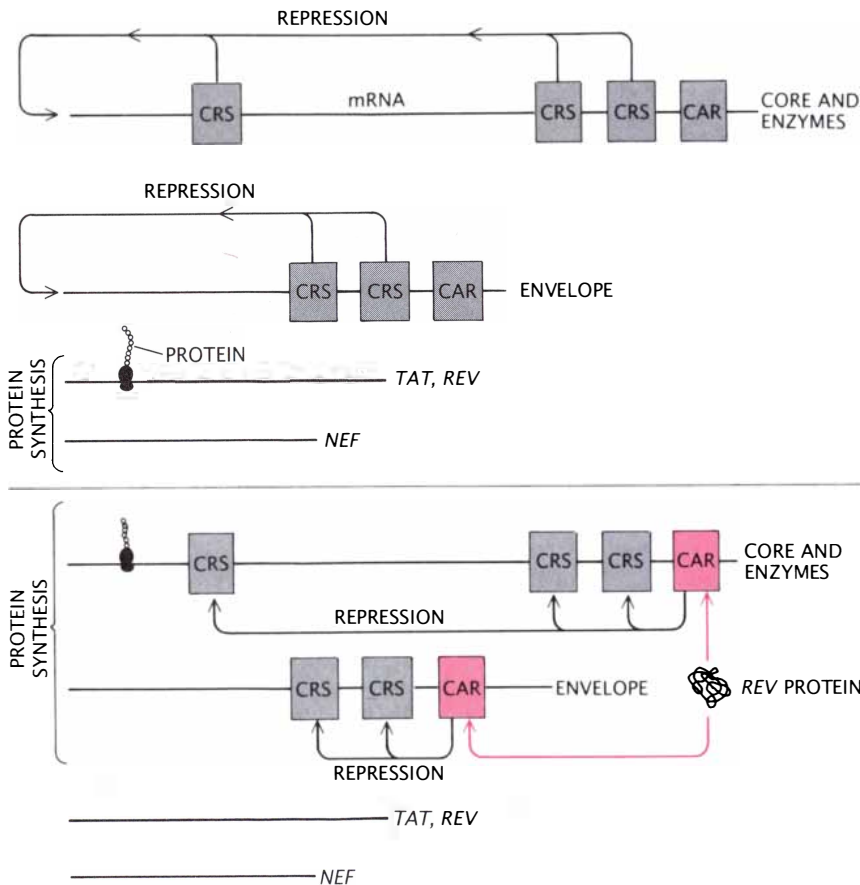 REPRESSION
CRS
mRNA
CRS
CRS
CAR
CORE AND
ENZYMES
REPRESSION
CRS
CRS
CAR
ENVELOPE
PROTEIN
SYNTHESIS
PROTEIN
TAT, REV
NEF
PROTEIN
SYNTHESIS
CRS
CRS
CRS
CAR
CORE AND
ENZYMES
REPRESSION
CRS
CRS
CAR
ENVELOPE
REV PROTEIN
REPRESSION
TAT, REV
NEF